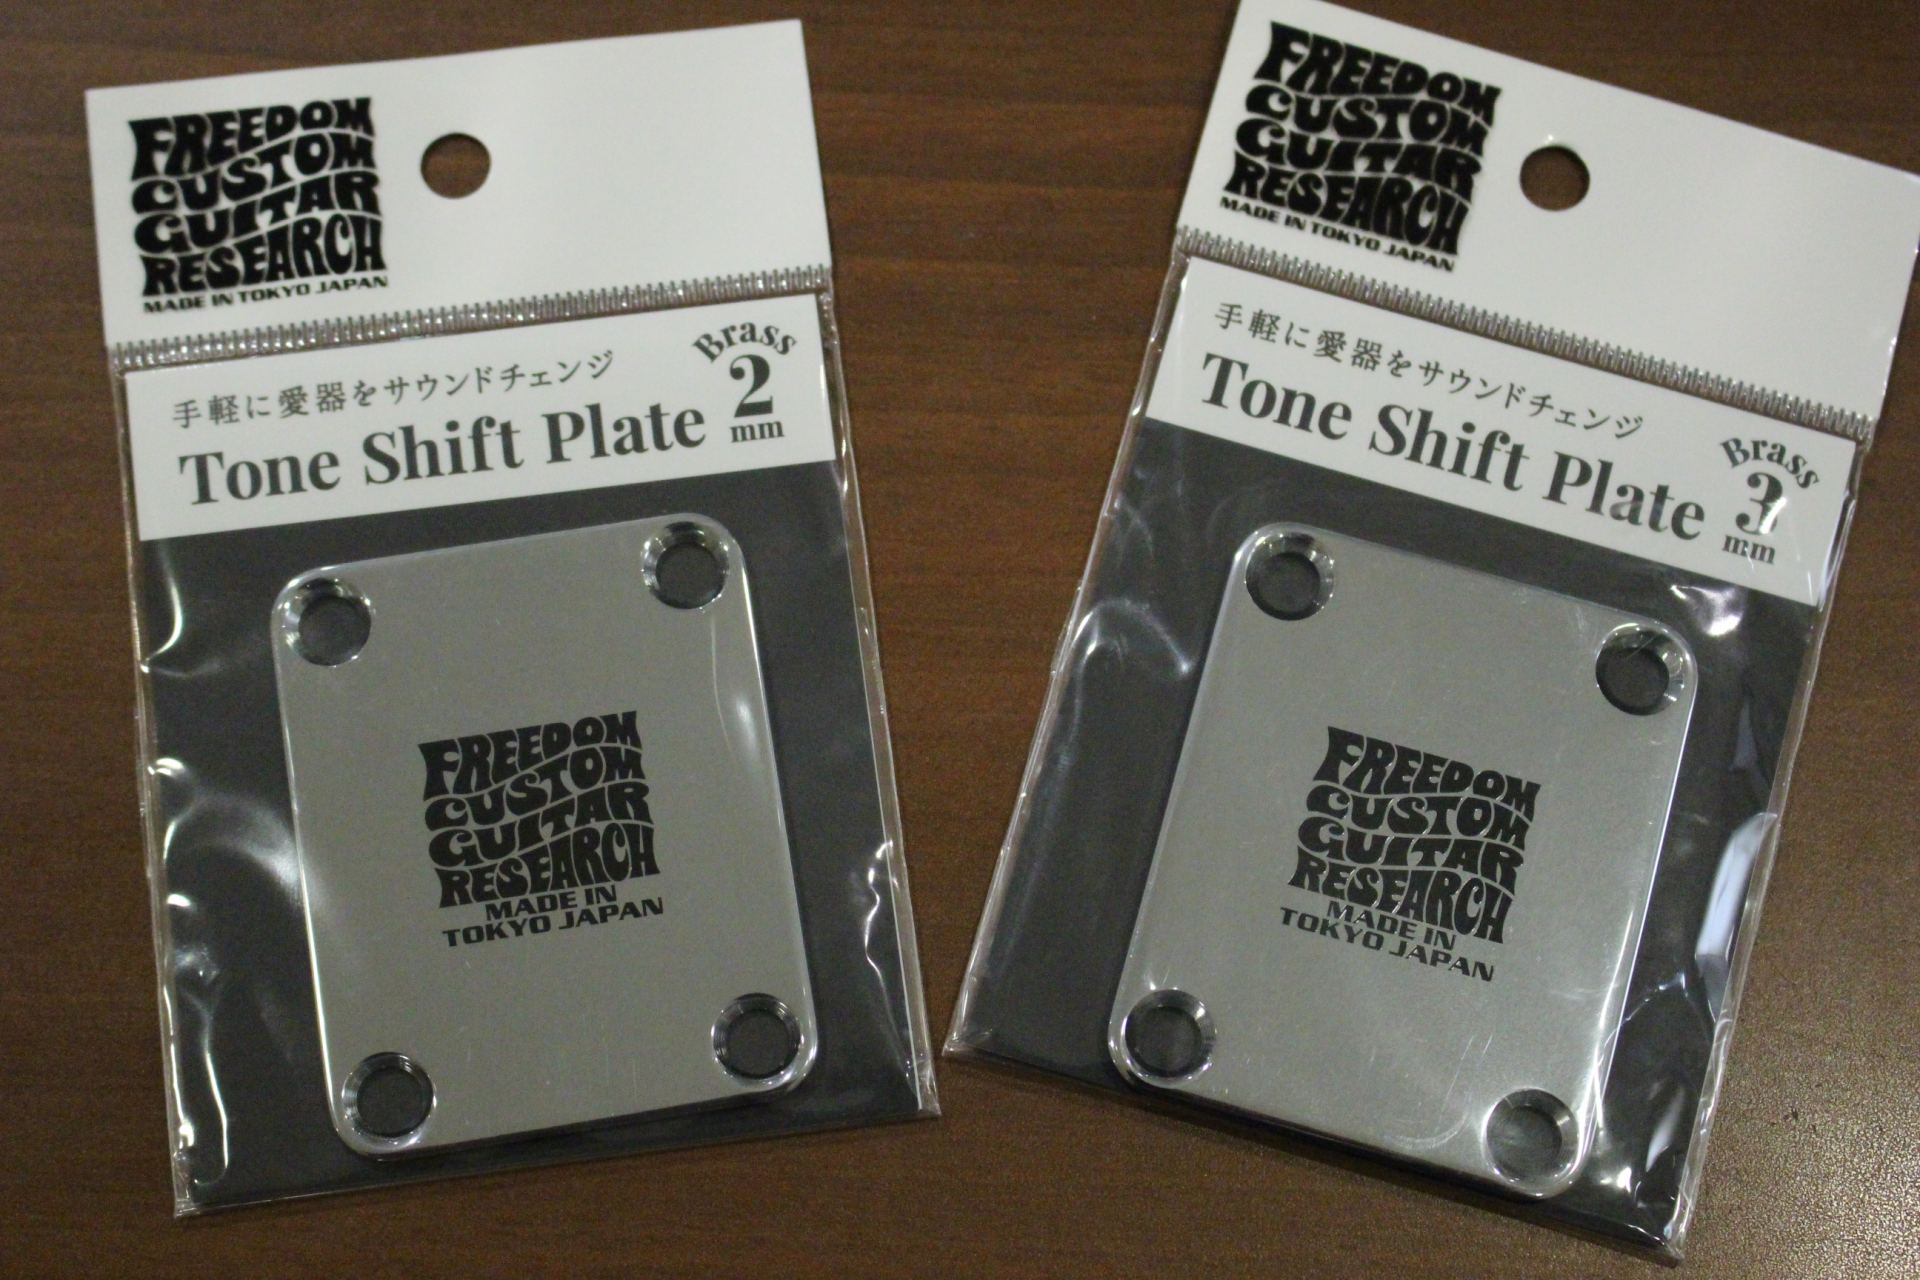 FREEDOM
CUSTOM
GUITAR
RESEARCH
MADE IN TOKYO JAPAN
手軽に愛器をサウンドチェンジ
Tone Shift Plate
Brass
2
mm
FREEDOM
CUSTOM
GUITAR
RESEARCH
MADE IN
TOKYO JAPAN
FREEDOM
CUSTOM
GUITAR
RESEARCH
MADE IN TOKYO JAPAN
手軽に愛器をサウンドチェンジ
Tone Shift Plate
Brass
3
mm
FREEDOM
CUSTOM
GUITAR
RESEARCH
MADE IN
TOKYO JAPAN